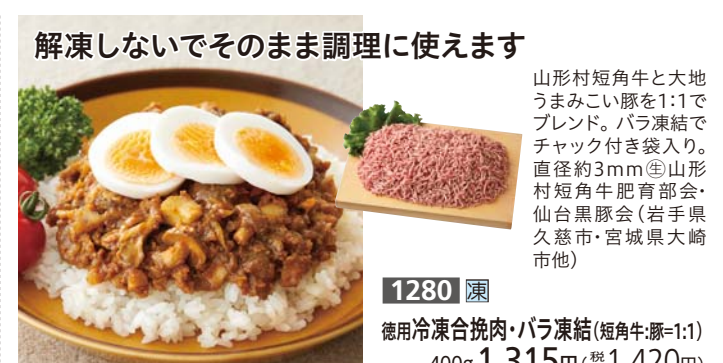 解凍しないでそのまま調理に使えます
山形村短角牛と大地
うまみこい豚を1:1で
ブレンド。バラ凍結で
チャック付き袋入り。
直径約3mm㊤山形
村短角牛肥育部会・
仙台黒豚会(岩手県
久慈市・宮城県大崎
市他)
1280 凍
徳用冷凍合挽肉・バラ凍結(短角牛:豚=1:1)
400g 1,315円(税1,420円)